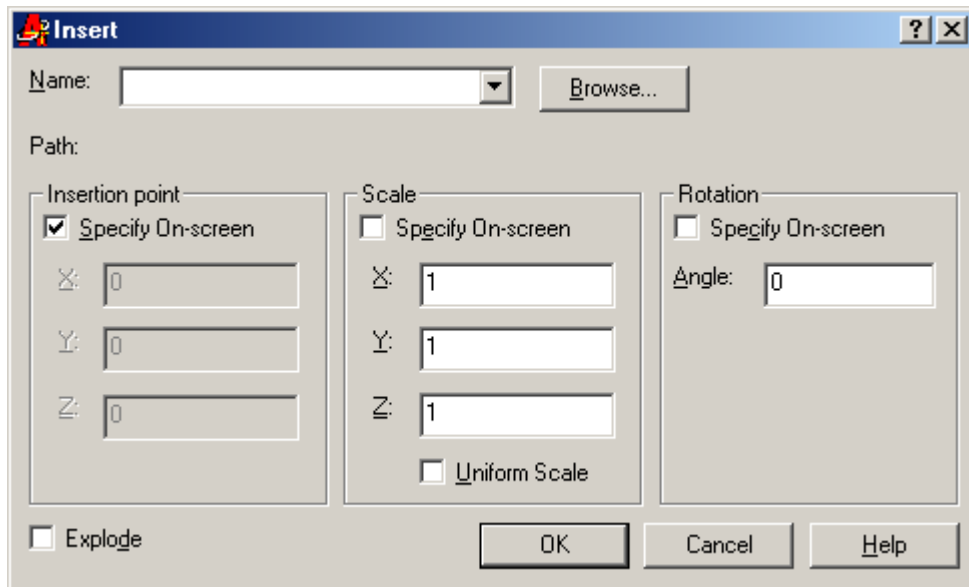 Insert
Name:
Browse...
Path:
Insertion point
Specify On-screen
X: 0
Y: 0
Z: 0
Scale
Specify On-screen
X: 1
Y: 1
Z: 1
Uniform Scale
Rotation
Specify On-screen
Angle: 0
Explode
OK
Cancel
Help